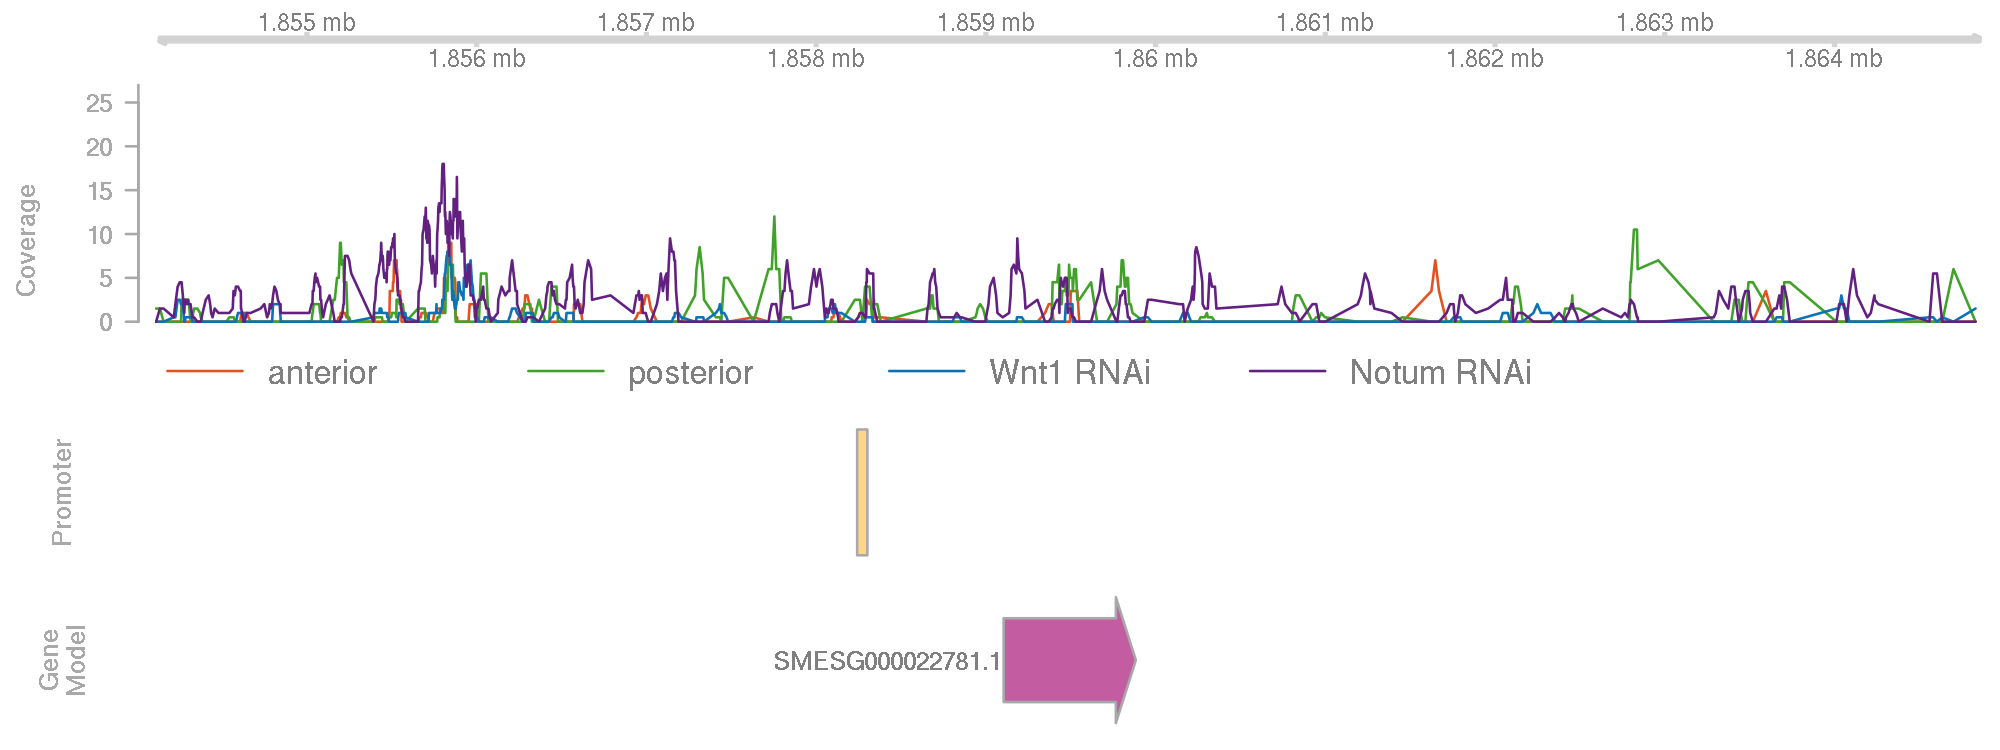 1.855 mb 1.857 mb 1.859 mb 1.861 mb 1.863 mb
1.856 mb 1.858 mb 1.86 mb 1.862 mb 1.864 mb
Coverage
25
20
15
10
5
0
anterior posterior Wnt1 RNAi Notum RNAi
Promoter
Gene
Model
SMESG000022781.1